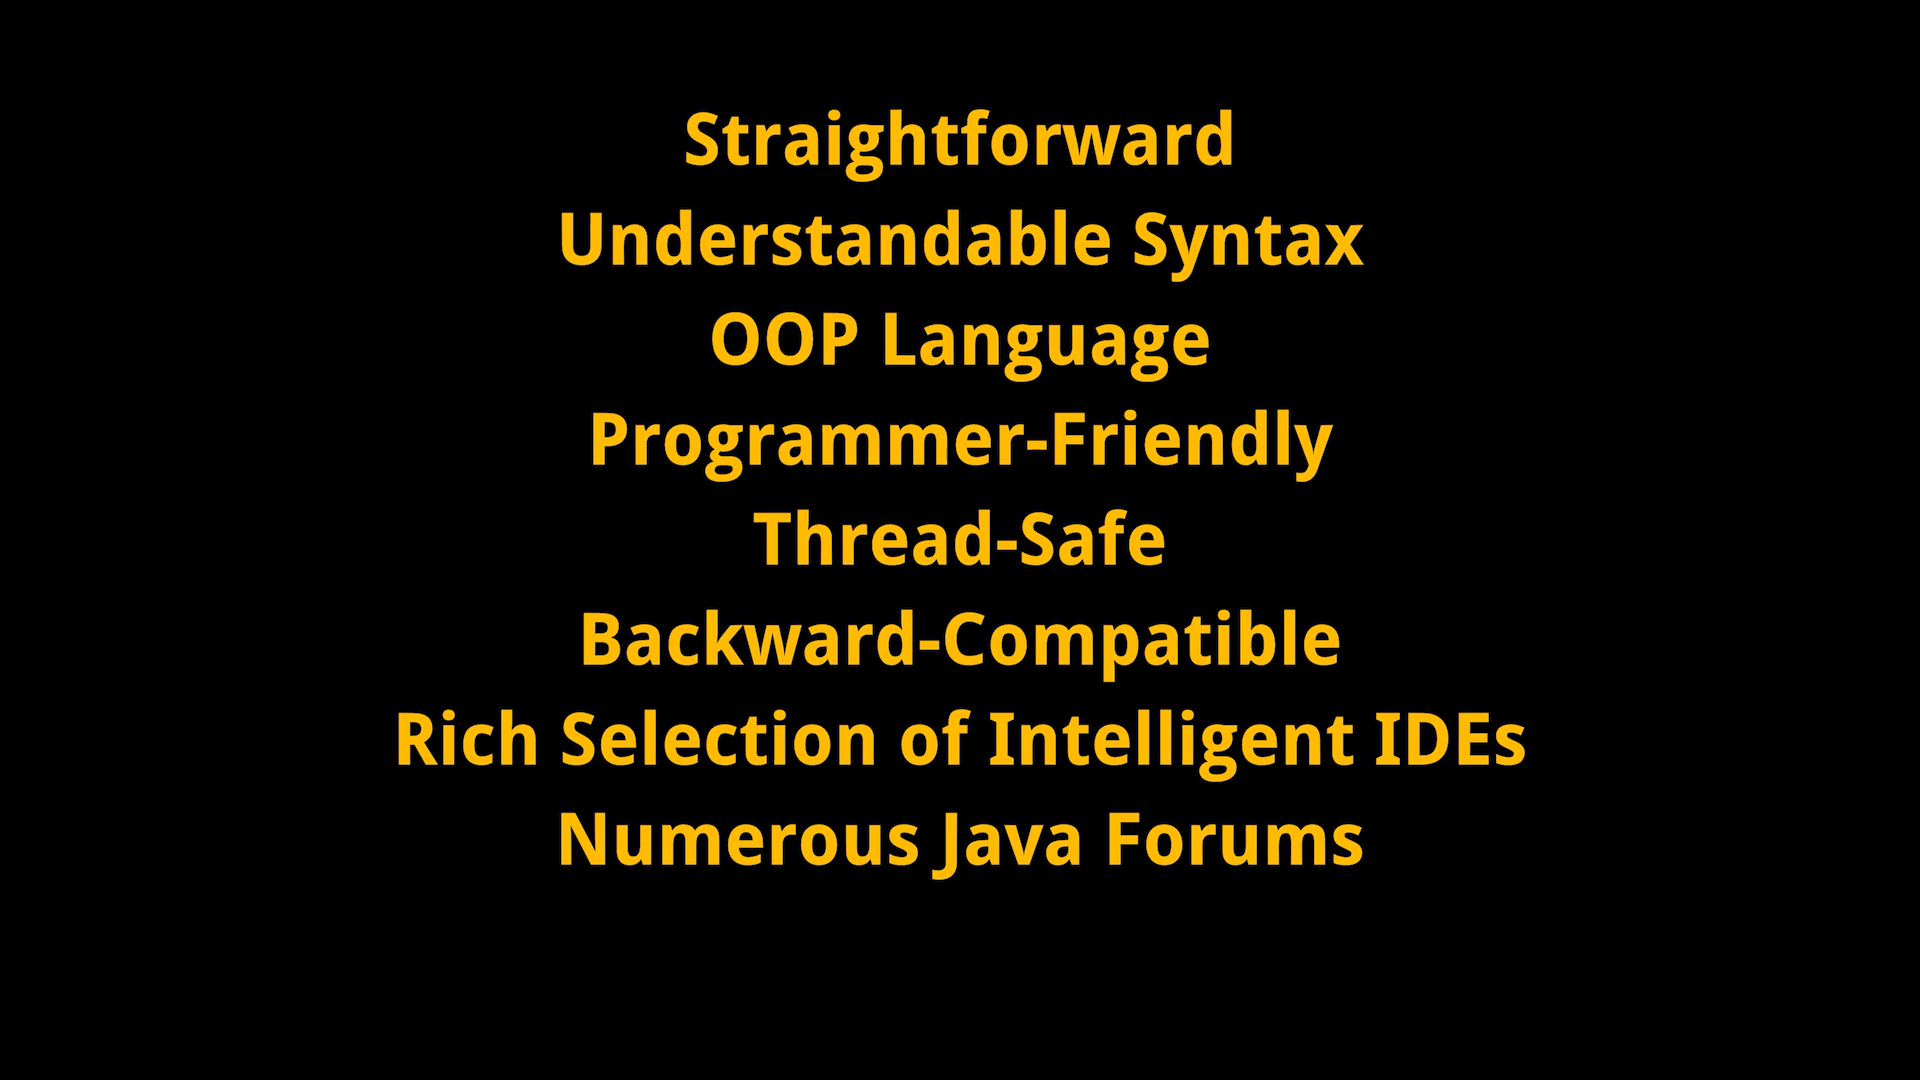 Straightforward
Understandable Syntax
OOP Language
Programmer-Friendly
Thread-Safe
Backward-Compatible
Rich Selection of Intelligent IDEs
Numerous Java Forums